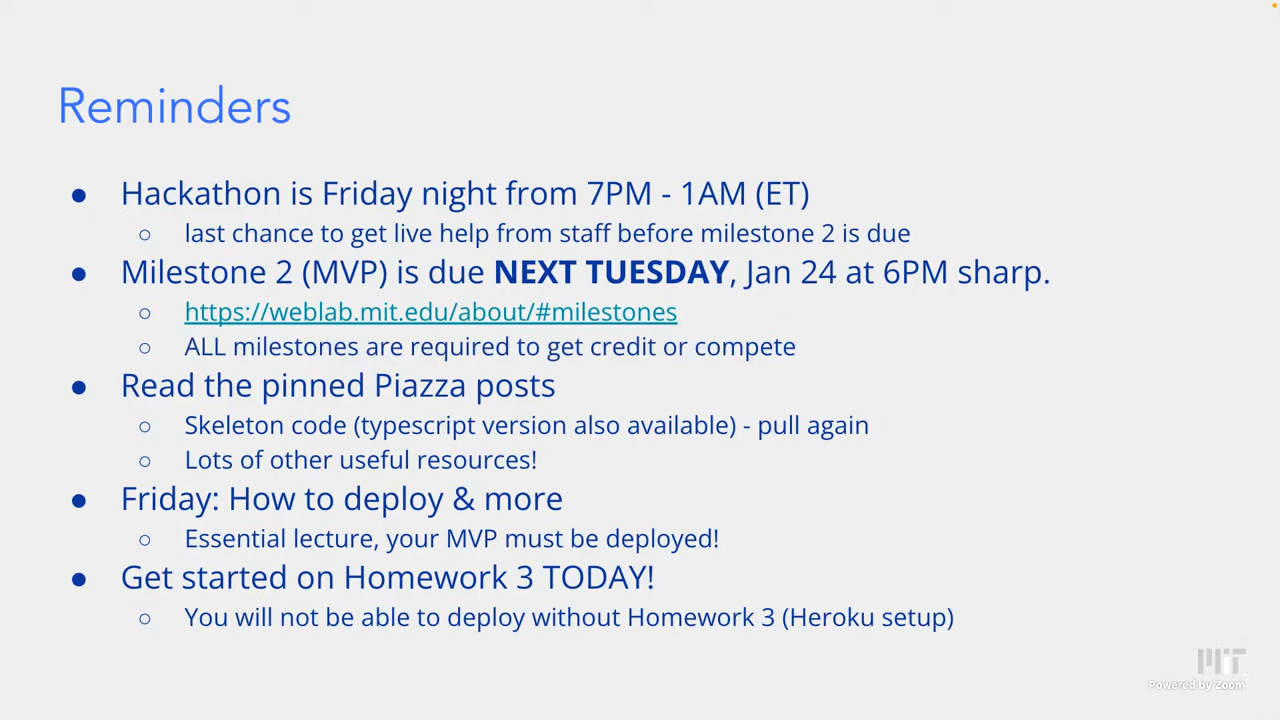 Reminders
● Hackathon is Friday night from 7PM - 1AM (ET)
○ last chance to get live help from staff before milestone 2 is due
● Milestone 2 (MVP) is due NEXT TUESDAY, Jan 24 at 6PM sharp.
○ https://weblab.mit.edu/about/#milestones
○ ALL milestones are required to get credit or compete
● Read the pinned Piazza posts
○ Skeleton code (typescript version also available) - pull again
○ Lots of other useful resources!
● Friday: How to deploy & more
○ Essential lecture, your MVP must be deployed!
● Get started on Homework 3 TODAY!
○ You will not be able to deploy without Homework 3 (Heroku setup)
MIT
Powered by Zoom